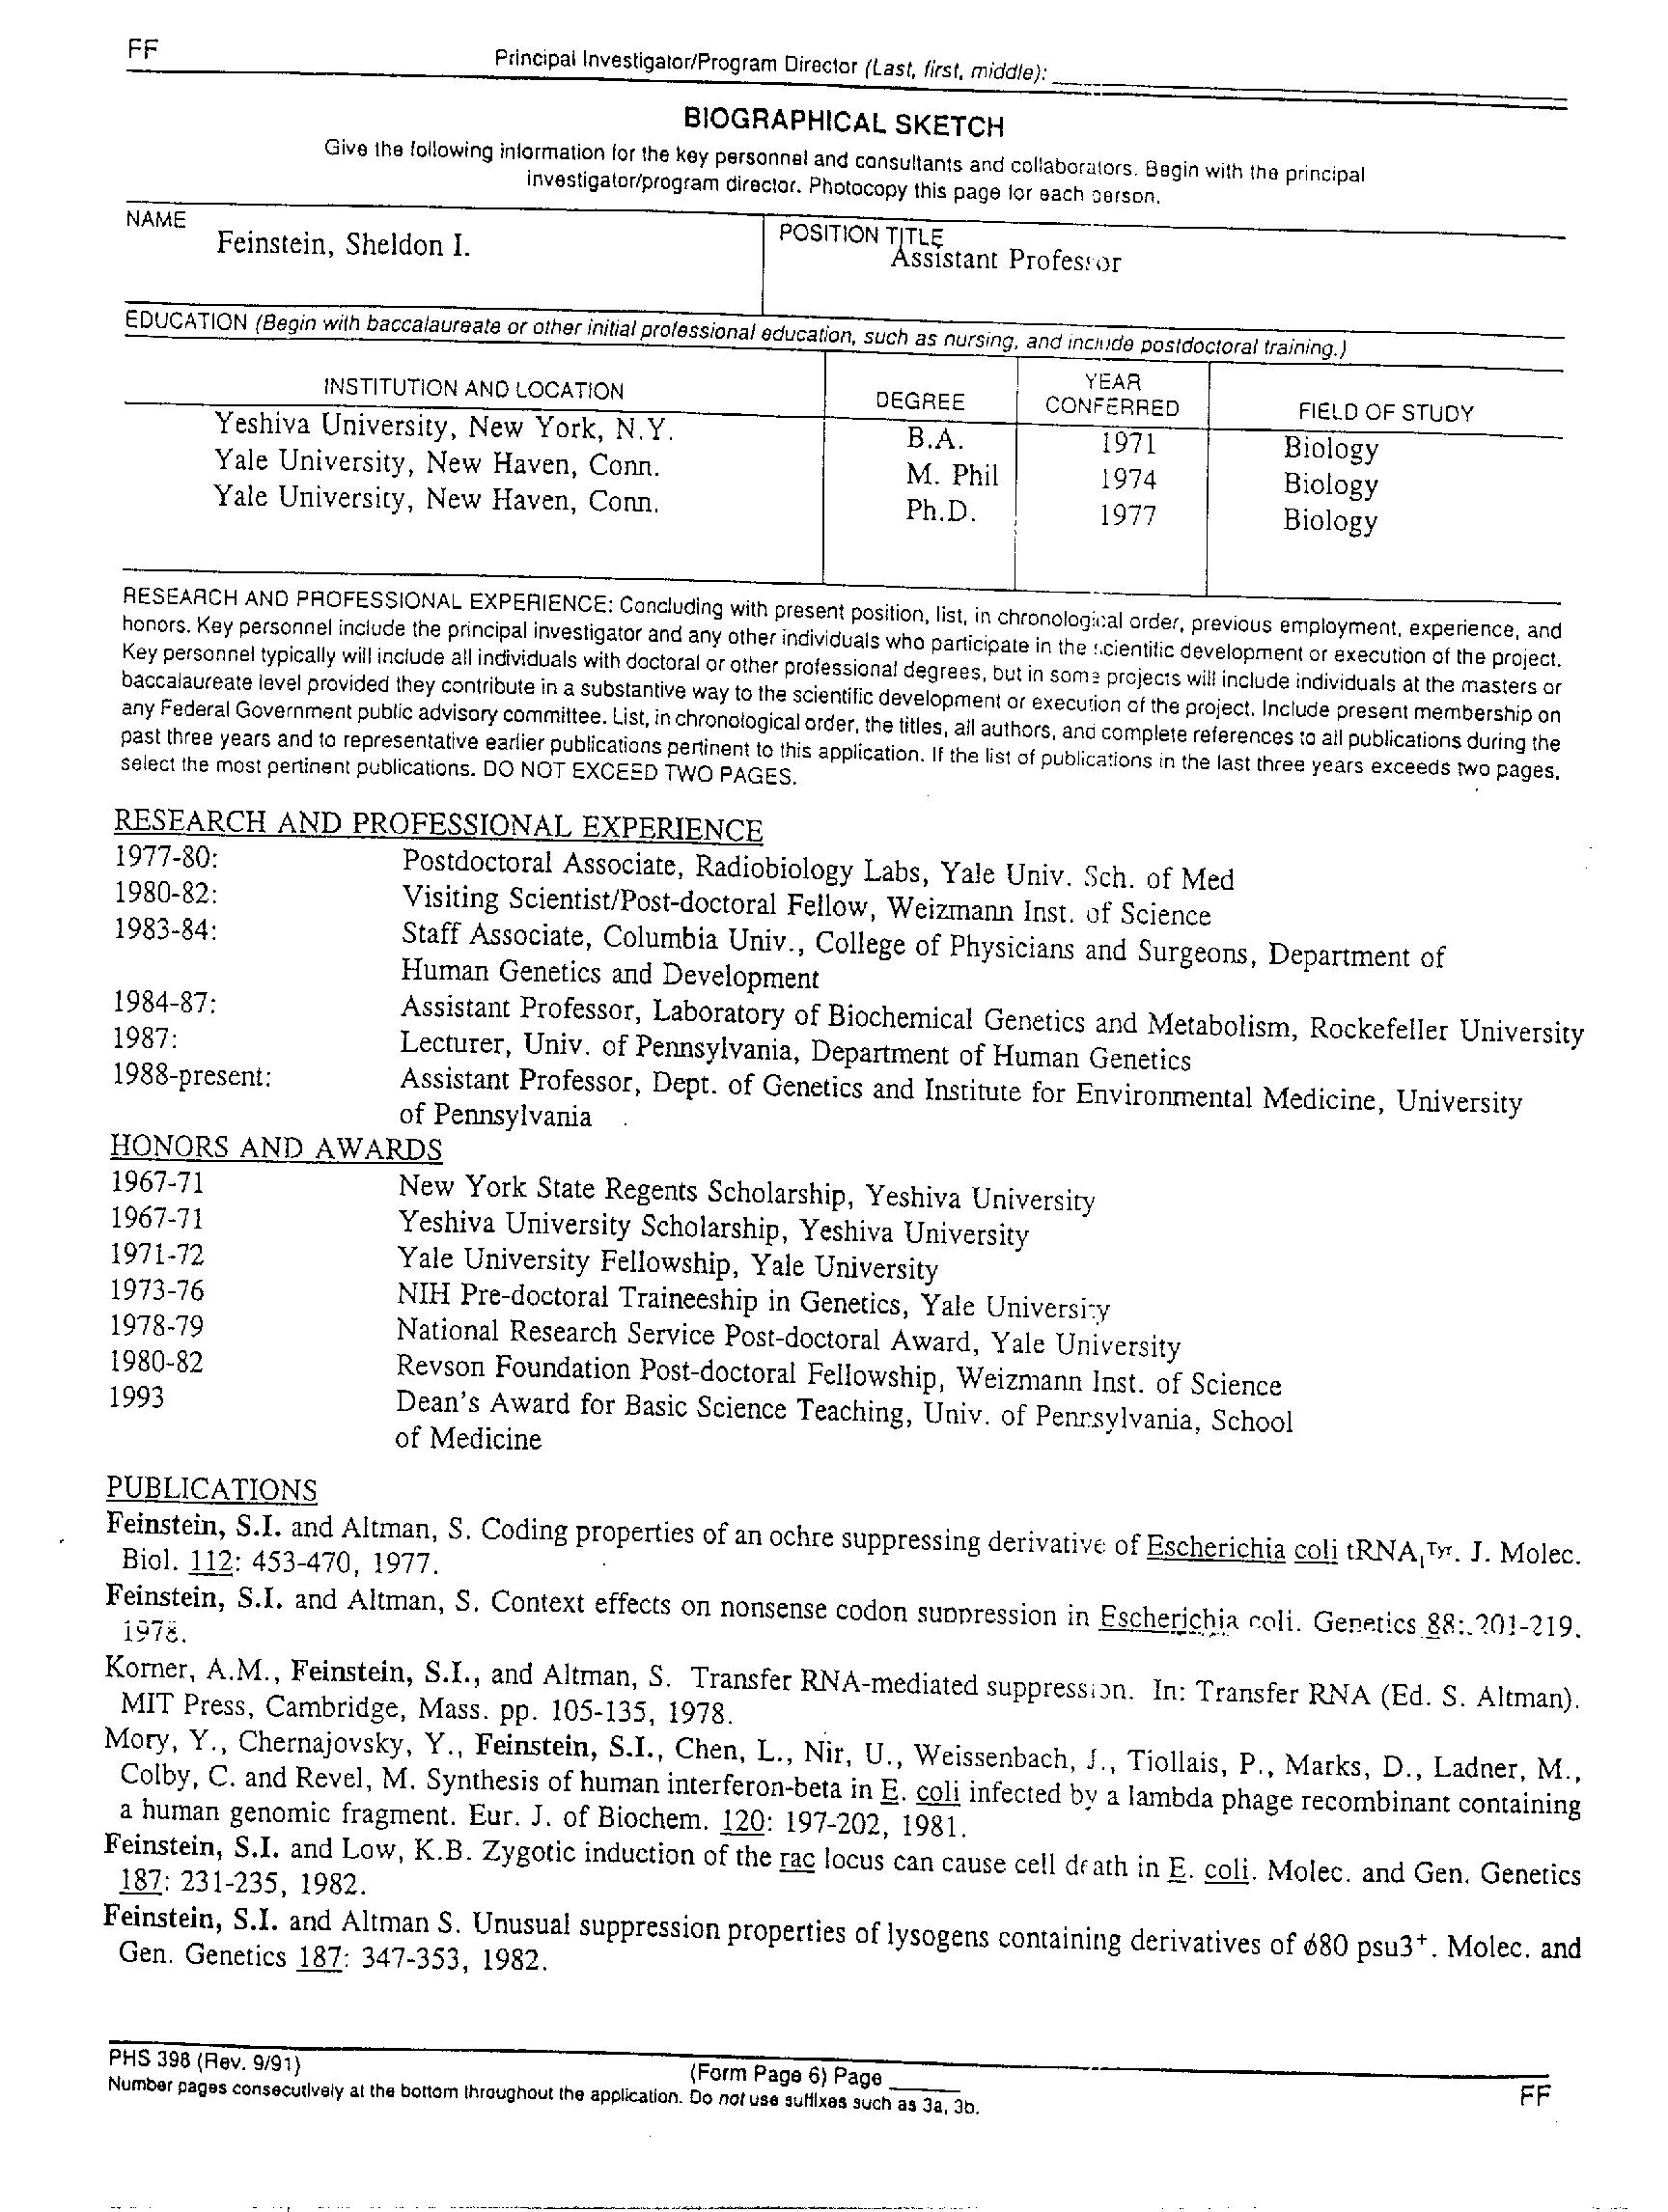 FF
Principal Investigator/Program Director (Last, first, middle):
BIOGRAPHICAL SKETCH
Give the following information for the key personnel and consultants and collaborators. Begin with the principal
investigator/program director. Photocopy this page for each person.
NAME
Feinstein, Sheldon I.
POSITION TITLE
Assistant Professor
EDUCATION (Begin with baccalaureate or other initial professional education, such as nursing, and include postdoctoral training.)
INSTITUTION AND LOCATION DEGREE YEAR CONFERRED FIELD OF STUDY
Yeshiva University, New York, N.Y. B.A. 1971 Biology
Yale University, New Haven, Conn. M. Phil 1974 Biology
Yale University, New Haven, Conn. Ph.D. 1977 Biology
RESEARCH AND PROFESSIONAL EXPERIENCE: Concluding with present position, list, in chronological order, previous employment, experience, and
honors. Key personnel include the principal investigator and any other individuals who participate in the scientific development or execution of the project.
Key personnel typically will include all individuals with doctoral or other professional degrees, but in some projects will include individuals at the masters or
baccalaureate level provided they contribute in a substantive way to the scientific development or execution of the project. Include present membership on
any Federal Government public advisory committee. List, in chronological order, the titles, all authors, and complete references to all publications during the
past three years and to representative earlier publications pertinent to this application. If the list of publications in the last three years exceeds two pages,
select the most pertinent publications. DO NOT EXCEED TWO PAGES.
RESEARCH AND PROFESSIONAL EXPERIENCE
1977-80: Postdoctoral Associate, Radiobiology Labs, Yale Univ. Sch. of Med
1980-82: Visiting Scientist/Post-doctoral Fellow, Weizmann Inst. of Science
1983-84: Staff Associate, Columbia Univ., College of Physicians and Surgeons, Department of
Human Genetics and Development
1984-87: Assistant Professor, Laboratory of Biochemical Genetics and Metabolism, Rockefeller University
1987: Lecturer, Univ. of Pennsylvania, Department of Human Genetics
1988-present: Assistant Professor, Dept. of Genetics and Institute for Environmental Medicine, University
of Pennsylvania
HONORS AND AWARDS
1967-71 New York State Regents Scholarship, Yeshiva University
1967-71 Yeshiva University Scholarship, Yeshiva University
1971-72 Yale University Fellowship, Yale University
1973-76 NIH Pre-doctoral Traineeship in Genetics, Yale University
1978-79 National Research Service Post-doctoral Award, Yale University
1980-82 Revson Foundation Post-doctoral Fellowship, Weizmann Inst. of Science
1993 Dean's Award for Basic Science Teaching, Univ. of Pennsylvania, School
of Medicine
PUBLICATIONS
Feinstein, S.I. and Altman, S. Coding properties of an ochre suppressing derivative of Escherichia coli tRNA₁ᵀʸʳ. J. Molec.
Biol. 112: 453-470, 1977.
Feinstein, S.I. and Altman, S. Context effects on nonsense codon suppression in Escherichia coli. Genetics 88: 201-219.
1978.
Korner, A.M., Feinstein, S.I., and Altman, S. Transfer RNA-mediated suppression. In: Transfer RNA (Ed. S. Altman).
MIT Press, Cambridge, Mass. pp. 105-135, 1978.
Mory, Y., Chernajovsky, Y., Feinstein, S.I., Chen, L., Nir, U., Weissenbach, J., Tiollais, P., Marks, D., Ladner, M.,
Colby, C. and Revel, M. Synthesis of human interferon-beta in E. coli infected by a lambda phage recombinant containing
a human genomic fragment. Eur. J. of Biochem. 120: 197-202, 1981.
Feinstein, S.I. and Low, K.B. Zygotic induction of the rac locus can cause cell death in E. coli. Molec. and Gen. Genetics
187: 231-235, 1982.
Feinstein, S.I. and Altman S. Unusual suppression properties of lysogens containing derivatives of ϕ80 psu3⁺. Molec. and
Gen. Genetics 187: 347-353, 1982.
PHS 398 (Rev. 9/91) (Form Page 6) Page
Number pages consecutively at the bottom throughout the application. Do not use suffixes such as 3a, 3b.
FF